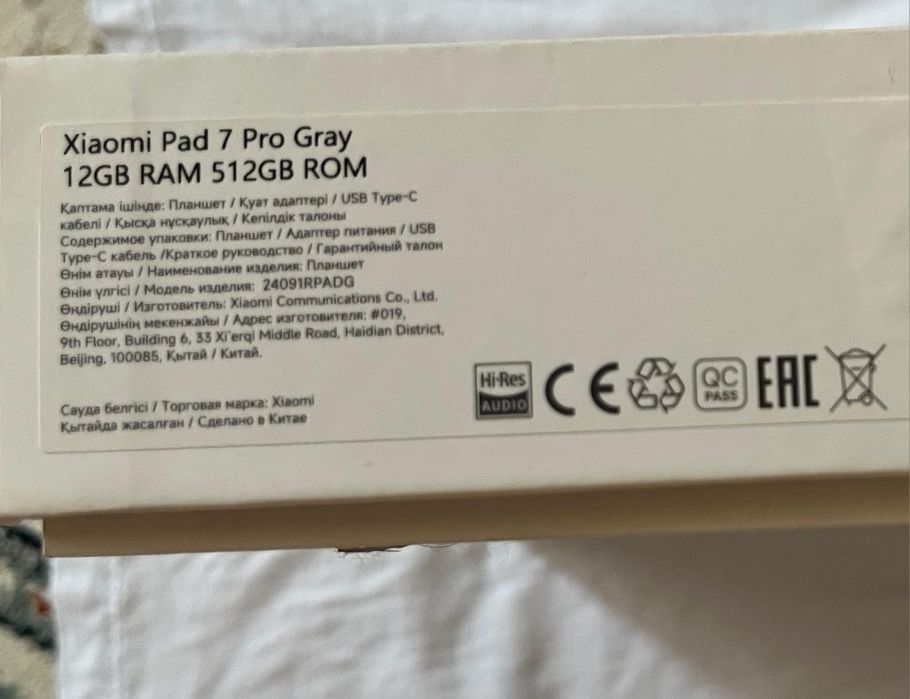 Xiaomi Pad 7 Pro Gray
12GB RAM 512GB ROM
Қаптама ішінде: Планшет / Қуат адаптері / USB Type-C
кабелі / Қысқа нұсқаулық / Кепілдік талоны
Содержимое упаковки: Планшет / Адаптер питания / USB
Type-C кабель /Краткое руководство / Гарантийный талон
Өнім атауы / Наименование изделия: Планшет
Өнім үлгісі / Модель изделия: 24091RPADG
Өндіруші / Изготовитель: Xiaomi Communications Co., Ltd.
Өндірушінің мекенжайы / Адрес изготовителя: #019,
9th Floor, Building 6, 33 Xi'erqi Middle Road, Haidian District,
Beijing, 100085, Қытай / Китай.
Сауда белгісі / Торговая марка: Xiaomi
Қытайда жасалған / Сделано в Китае
Hi-Res
AUDIO
CE
QC
PASS
EAC